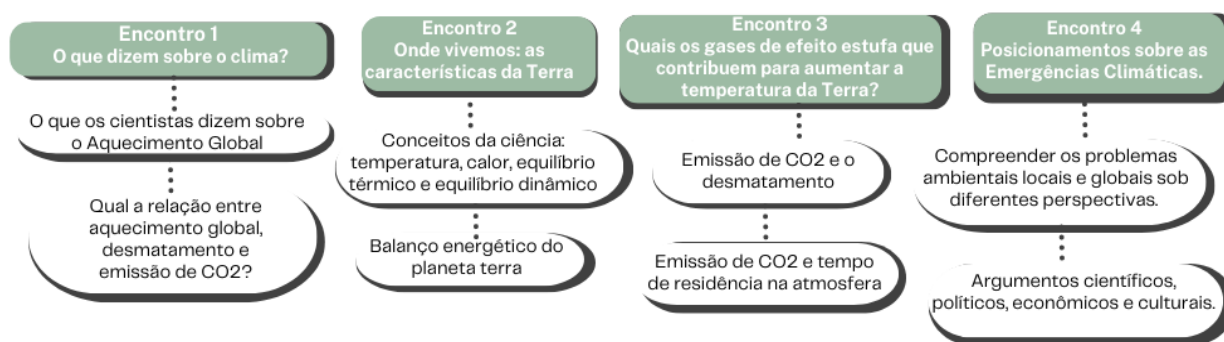 Encontro 1
O que dizem sobre o clima?
O que os cientistas dizem sobre
o Aquecimento Global
Qual a relação entre
aquecimento global,
desmatamento e
emissão de CO2?
Encontro 2
Onde vivemos: as
características da Terra
Conceitos da ciência:
temperatura, calor, equilíbrio
térmico e equilíbrio dinâmico
Balanço energético do
planeta terra
Encontro 3
Quais os gases de efeito estufa que
contribuem para aumentar a
temperatura da Terra?
Emissão de CO2 e o
desmatamento
Emissão de CO2 e tempo
de residência na atmosfera
Encontro 4
Posicionamentos sobre as
Emergências Climáticas.
Compreender os problemas
ambientais locais e globais sob
diferentes perspectivas.
Argumentos científicos,
políticos, econômicos e culturais.